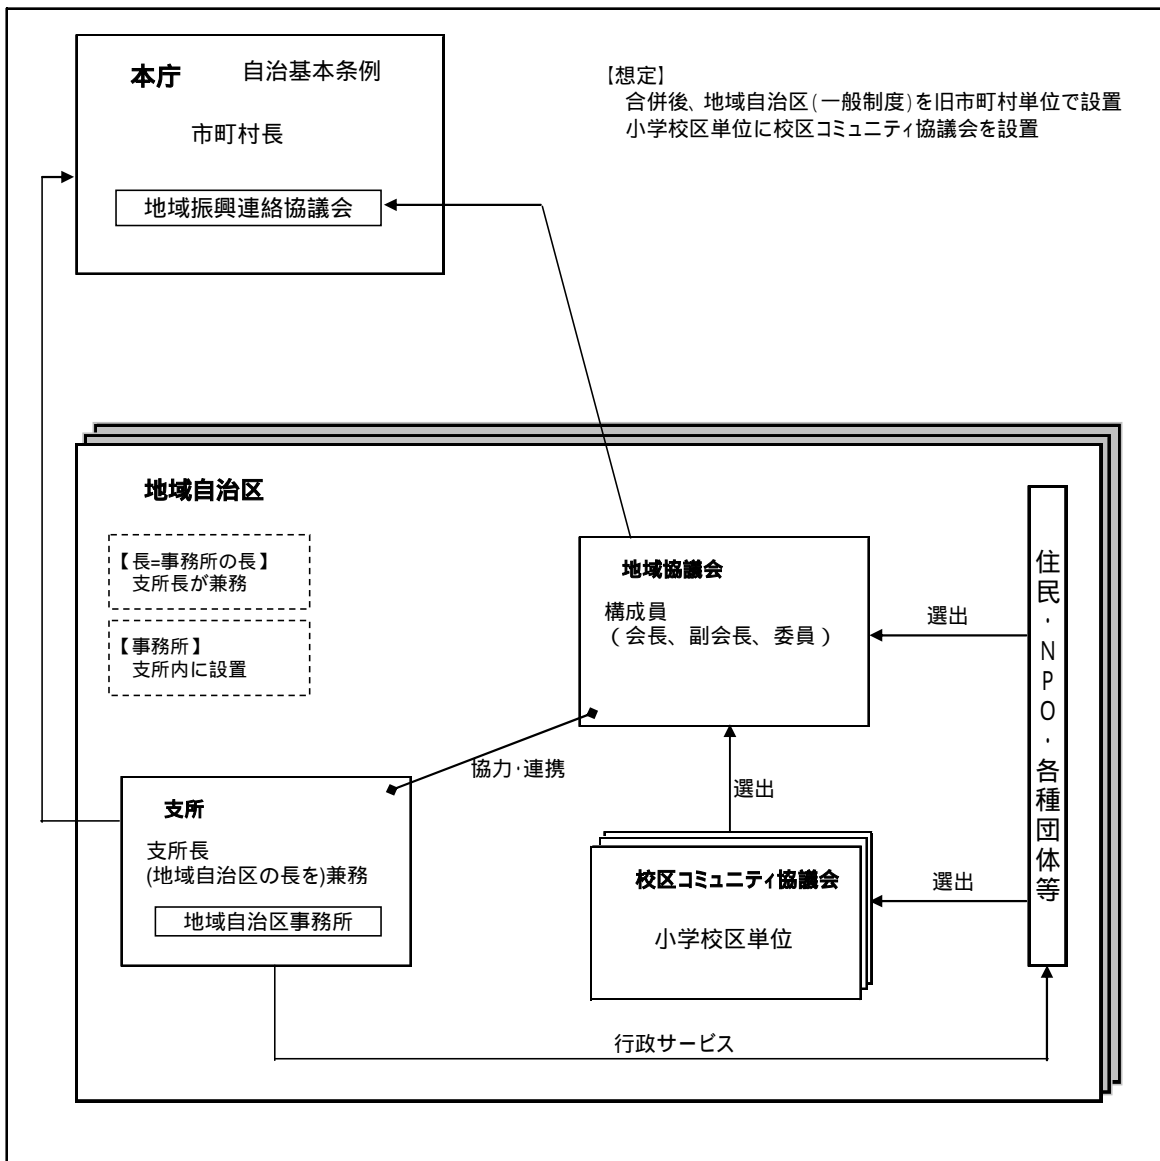 本庁 自治基本条例
市町村長
地域振興連絡協議会
【想定】
合併後、地域自治区(一般制度)を旧市町村単位で設置
小学校区単位に校区コミュニティ協議会を設置
地域自治区
【長=事務所の長】
支所長が兼務
【事務所】
支所内に設置
地域協議会
構成員
(会長、副会長、委員)
選出
住民・NPO・各種団体等
協力・連携
選出
支所
支所長
(地域自治区の長を)兼務
地域自治区事務所
校区コミュニティ協議会
小学校区単位
選出
行政サービス